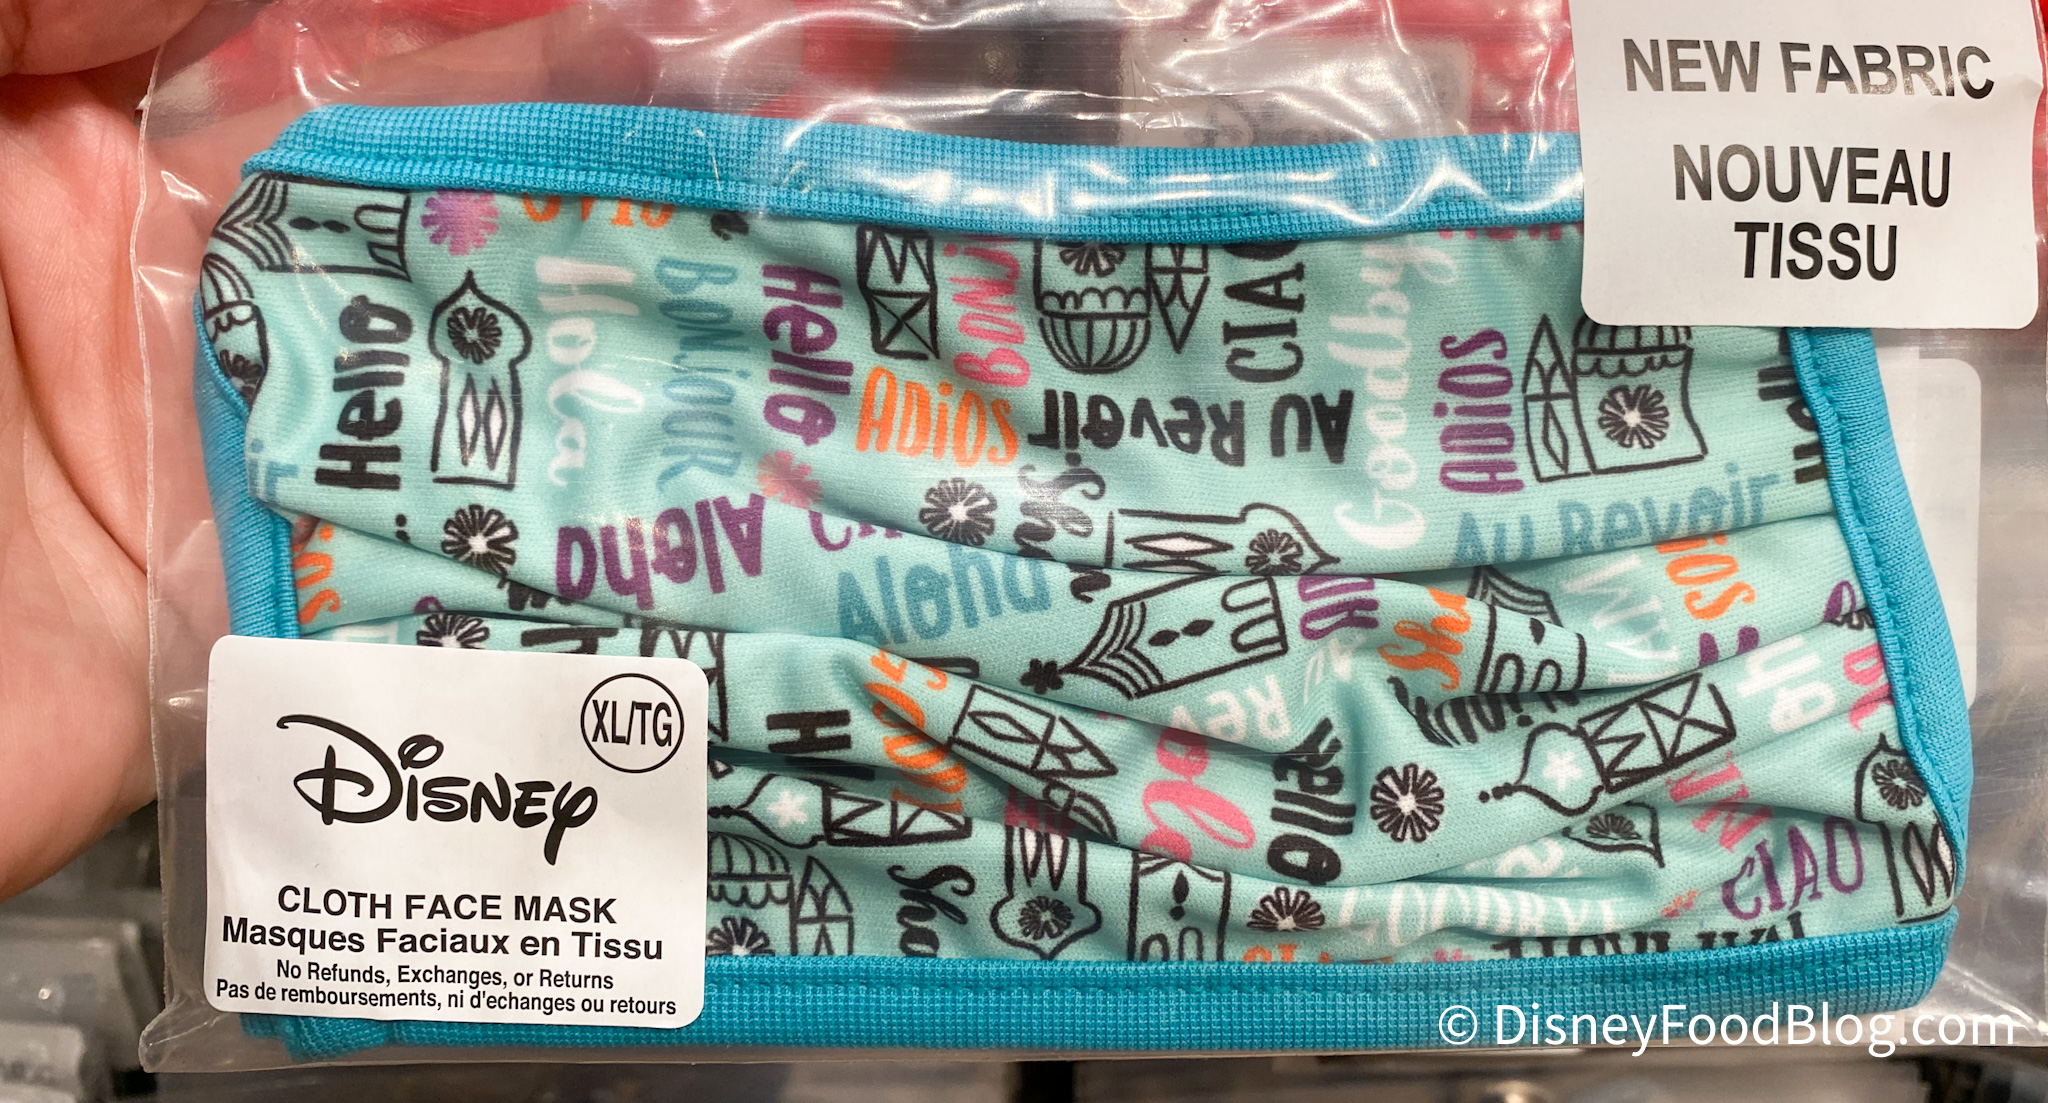 NEW FABRIC
NOUVEAU
TISSU
Hello
Hola
BONJOUR
Hello
ADiOS
Au Revoir
CIAO
Goodbye
ADiOS
Au Revoir
Aloha
Aloha
Hello
CIAO
GOODBYE
XL/TG
Disney
CLOTH FACE MASK
Masques Faciaux en Tissu
No Refunds, Exchanges, or Returns
Pas de remboursements, ni d'echanges ou retours
© DisneyFoodBlog.com